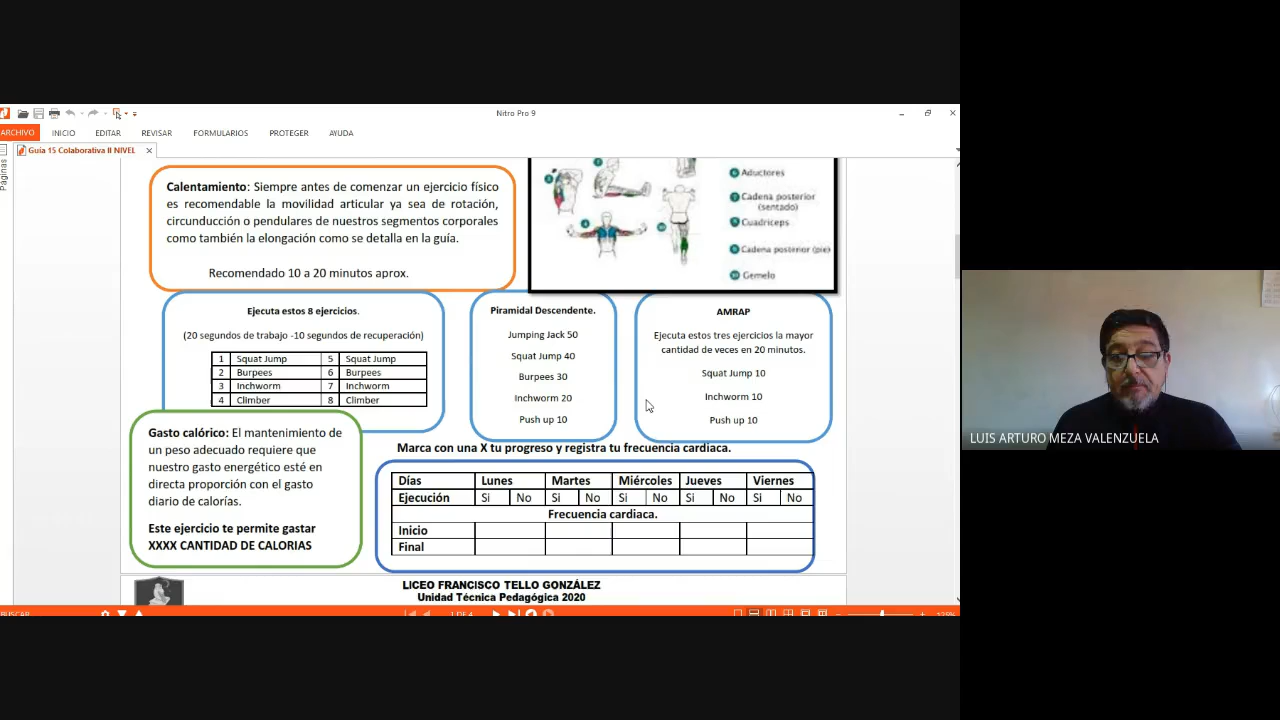 Nitro Pro 9
ARCHIVO INICIO EDITAR REVISAR FORMULARIOS PROTEGER AYUDA
Guía 15 Colaborativa II NIVEL
Páginas
Calentamiento: Siempre antes de comenzar un ejercicio físico
es recomendable la movilidad articular ya sea de rotación,
circunducción o pendulares de nuestros segmentos corporales
como también la elongación como se detalla en la guía.
Recomendado 10 a 20 minutos aprox.
Aductores
Cadena posterior
(sentado)
Cuadriceps
Cadena posterior (pie)
Gemelo
Ejecuta estos 8 ejercicios.
(20 segundos de trabajo -10 segundos de recuperación)
1 Squat Jump 5 Squat Jump
2 Burpees 6 Burpees
3 Inchworm 7 Inchworm
4 Climber 8 Climber
Piramidal Descendente.
Jumping Jack 50
Squat Jump 40
Burpees 30
Inchworm 20
Push up 10
AMRAP
Ejecuta estos tres ejercicios la mayor
cantidad de veces en 20 minutos.
Squat Jump 10
Inchworm 10
Push up 10
Gasto calórico: El mantenimiento de
un peso adecuado requiere que
nuestro gasto energético esté en
directa proporción con el gasto
diario de calorías.
Este ejercicio te permite gastar
XXXX CANTIDAD DE CALORIAS
Marca con una X tu progreso y registra tu frecuencia cardiaca.
Días Lunes Martes Miércoles Jueves Viernes
Ejecución Si No Si No Si No Si No Si No
Frecuencia cardiaca.
Inicio
Final
LICEO FRANCISCO TELLO GONZÁLEZ
Unidad Técnica Pedagógica 2020
BUSCAR
1 DE 4
129%
LUIS ARTURO MEZA VALENZUELA